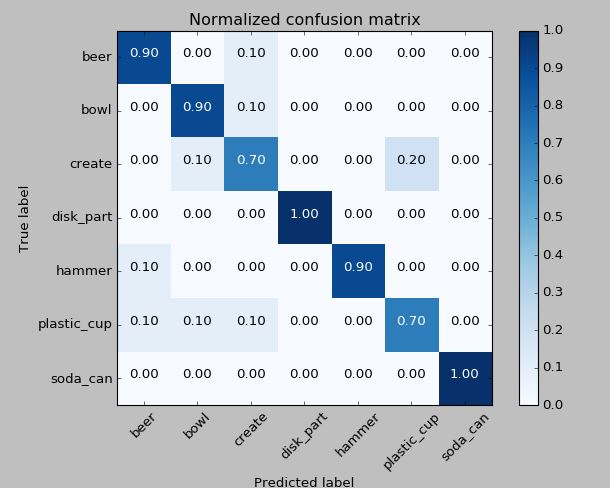 Normalized confusion matrix
1.0
beer 0.90 0.00 0.10 0.00 0.00 0.00 0.00
0.9
bowl 0.00 0.90 0.10 0.00 0.00 0.00 0.00
0.8
create 0.00 0.10 0.70 0.00 0.00 0.20 0.00
0.7
0.6
True label
disk_part 0.00 0.00 0.00 1.00 0.00 0.00 0.00
0.5
0.4
hammer 0.10 0.00 0.00 0.00 0.90 0.00 0.00
0.3
plastic_cup 0.10 0.10 0.10 0.00 0.00 0.70 0.00
0.2
soda_can 0.00 0.00 0.00 0.00 0.00 0.00 1.00
0.1
0.0
beer bowl create disk_part hammer plastic_cup soda_can
Predicted label